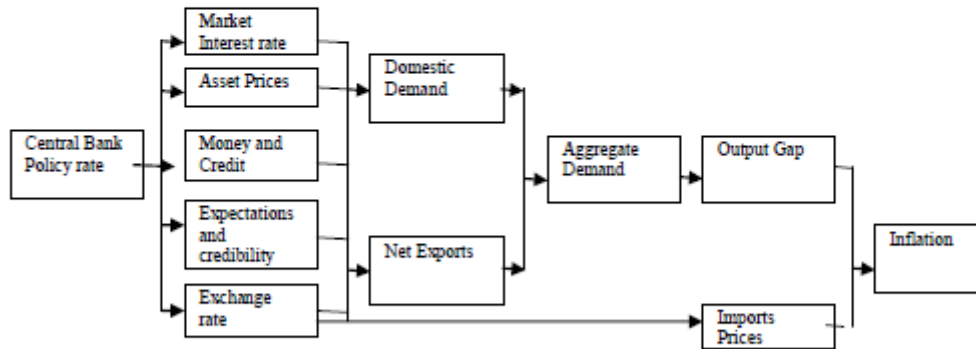 Market
Interest rate
Asset Prices
Domestic
Demand
Central Bank
Policy rate
Money and
Credit
Aggregate
Demand
Output Gap
Expectations
and
credibility
Net Exports
Inflation
Exchange
rate
Imports
Prices